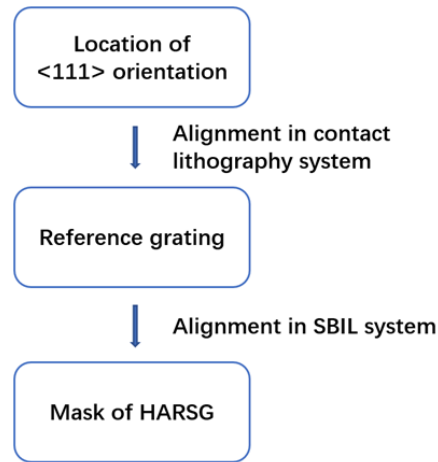 Location of
<111> orientation
Alignment in contact
lithography system
Reference grating
Alignment in SBIL system
Mask of HARSG